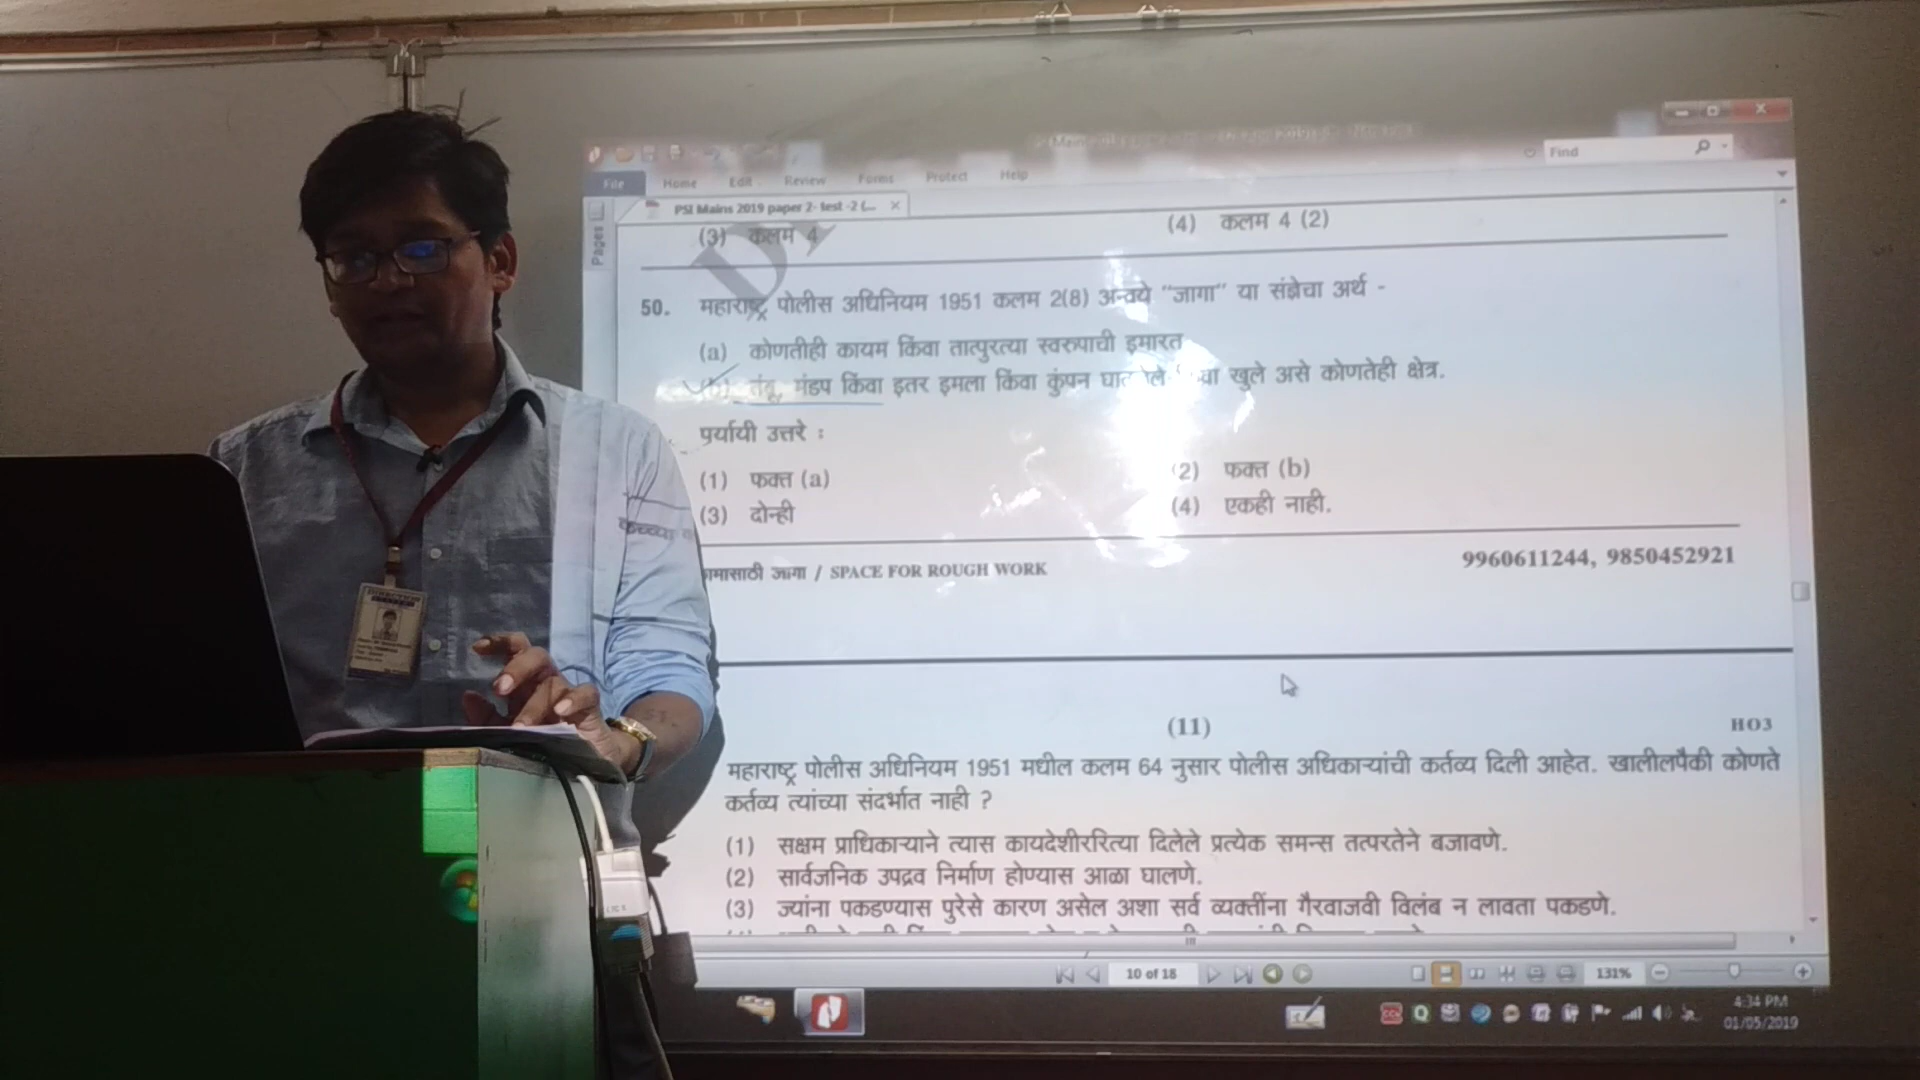 Find
File Home Edit Review Forms Protect Help
PSI Mains 2019 paper 2- test -2 (...
Pages
(3) कलम 4
(4) कलम 4 (2)
50. महाराष्ट्र पोलीस अधिनियम 1951 कलम 2(8) अन्वये “जागा” या संज्ञेचा अर्थ -
(a) कोणतीही कायम किंवा तात्पुरत्या स्वरुपाची इमारत
तंबू, मंडप किंवा इतर इमला किंवा कुंपन खुले असे कोणतेही क्षेत्र.
पर्यायी उत्तरे :
(1) फक्त (a)
(2) फक्त (b)
(3) दोन्ही
(4) एकही नाही.
कच्च्या
/ SPACE FOR ROUGH WORK
जागा
9960611244, 9850452921
(11)
HO3
महाराष्ट्र पोलीस अधिनियम 1951 मधील कलम 64 नुसार पोलीस अधिकाऱ्यांची कर्तव्य दिली आहेत. खालीलपैकी कोणते
कर्तव्य त्यांच्या संदर्भात नाही ?
(1) सक्षम प्राधिकाऱ्याने त्यास कायदेशीररित्या दिलेले प्रत्येक समन्स तत्परतेने बजावणे.
(2) सार्वजनिक उपद्रव निर्माण होण्यास आळा घालणे.
(3) ज्यांना पकडण्यास पुरेसे कारण असेल अशा सर्व व्यक्तींना गैरवाजवी विलंब न लावता पकडणे.
10 of 18
131%
4:34 PM
01/05/2019